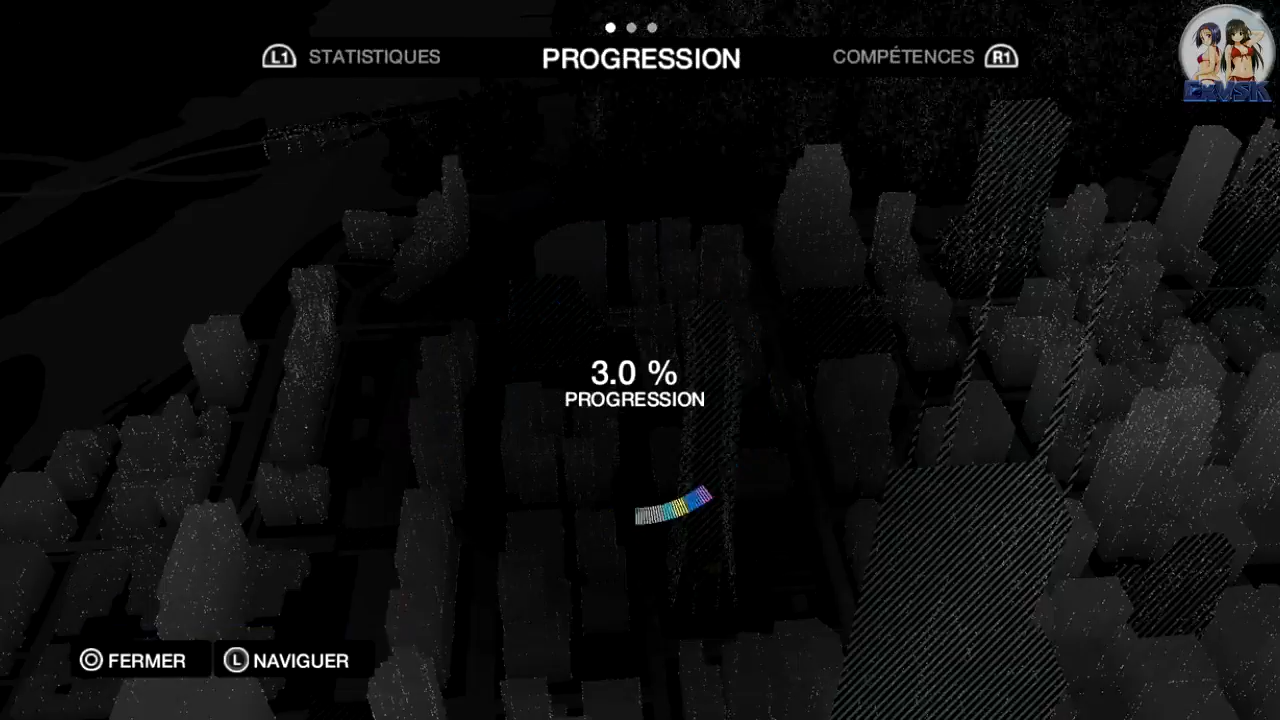 L1 STATISTIQUES
PROGRESSION
COMPÉTENCES R1
3.0 %
PROGRESSION
FERMER
L NAVIGUER